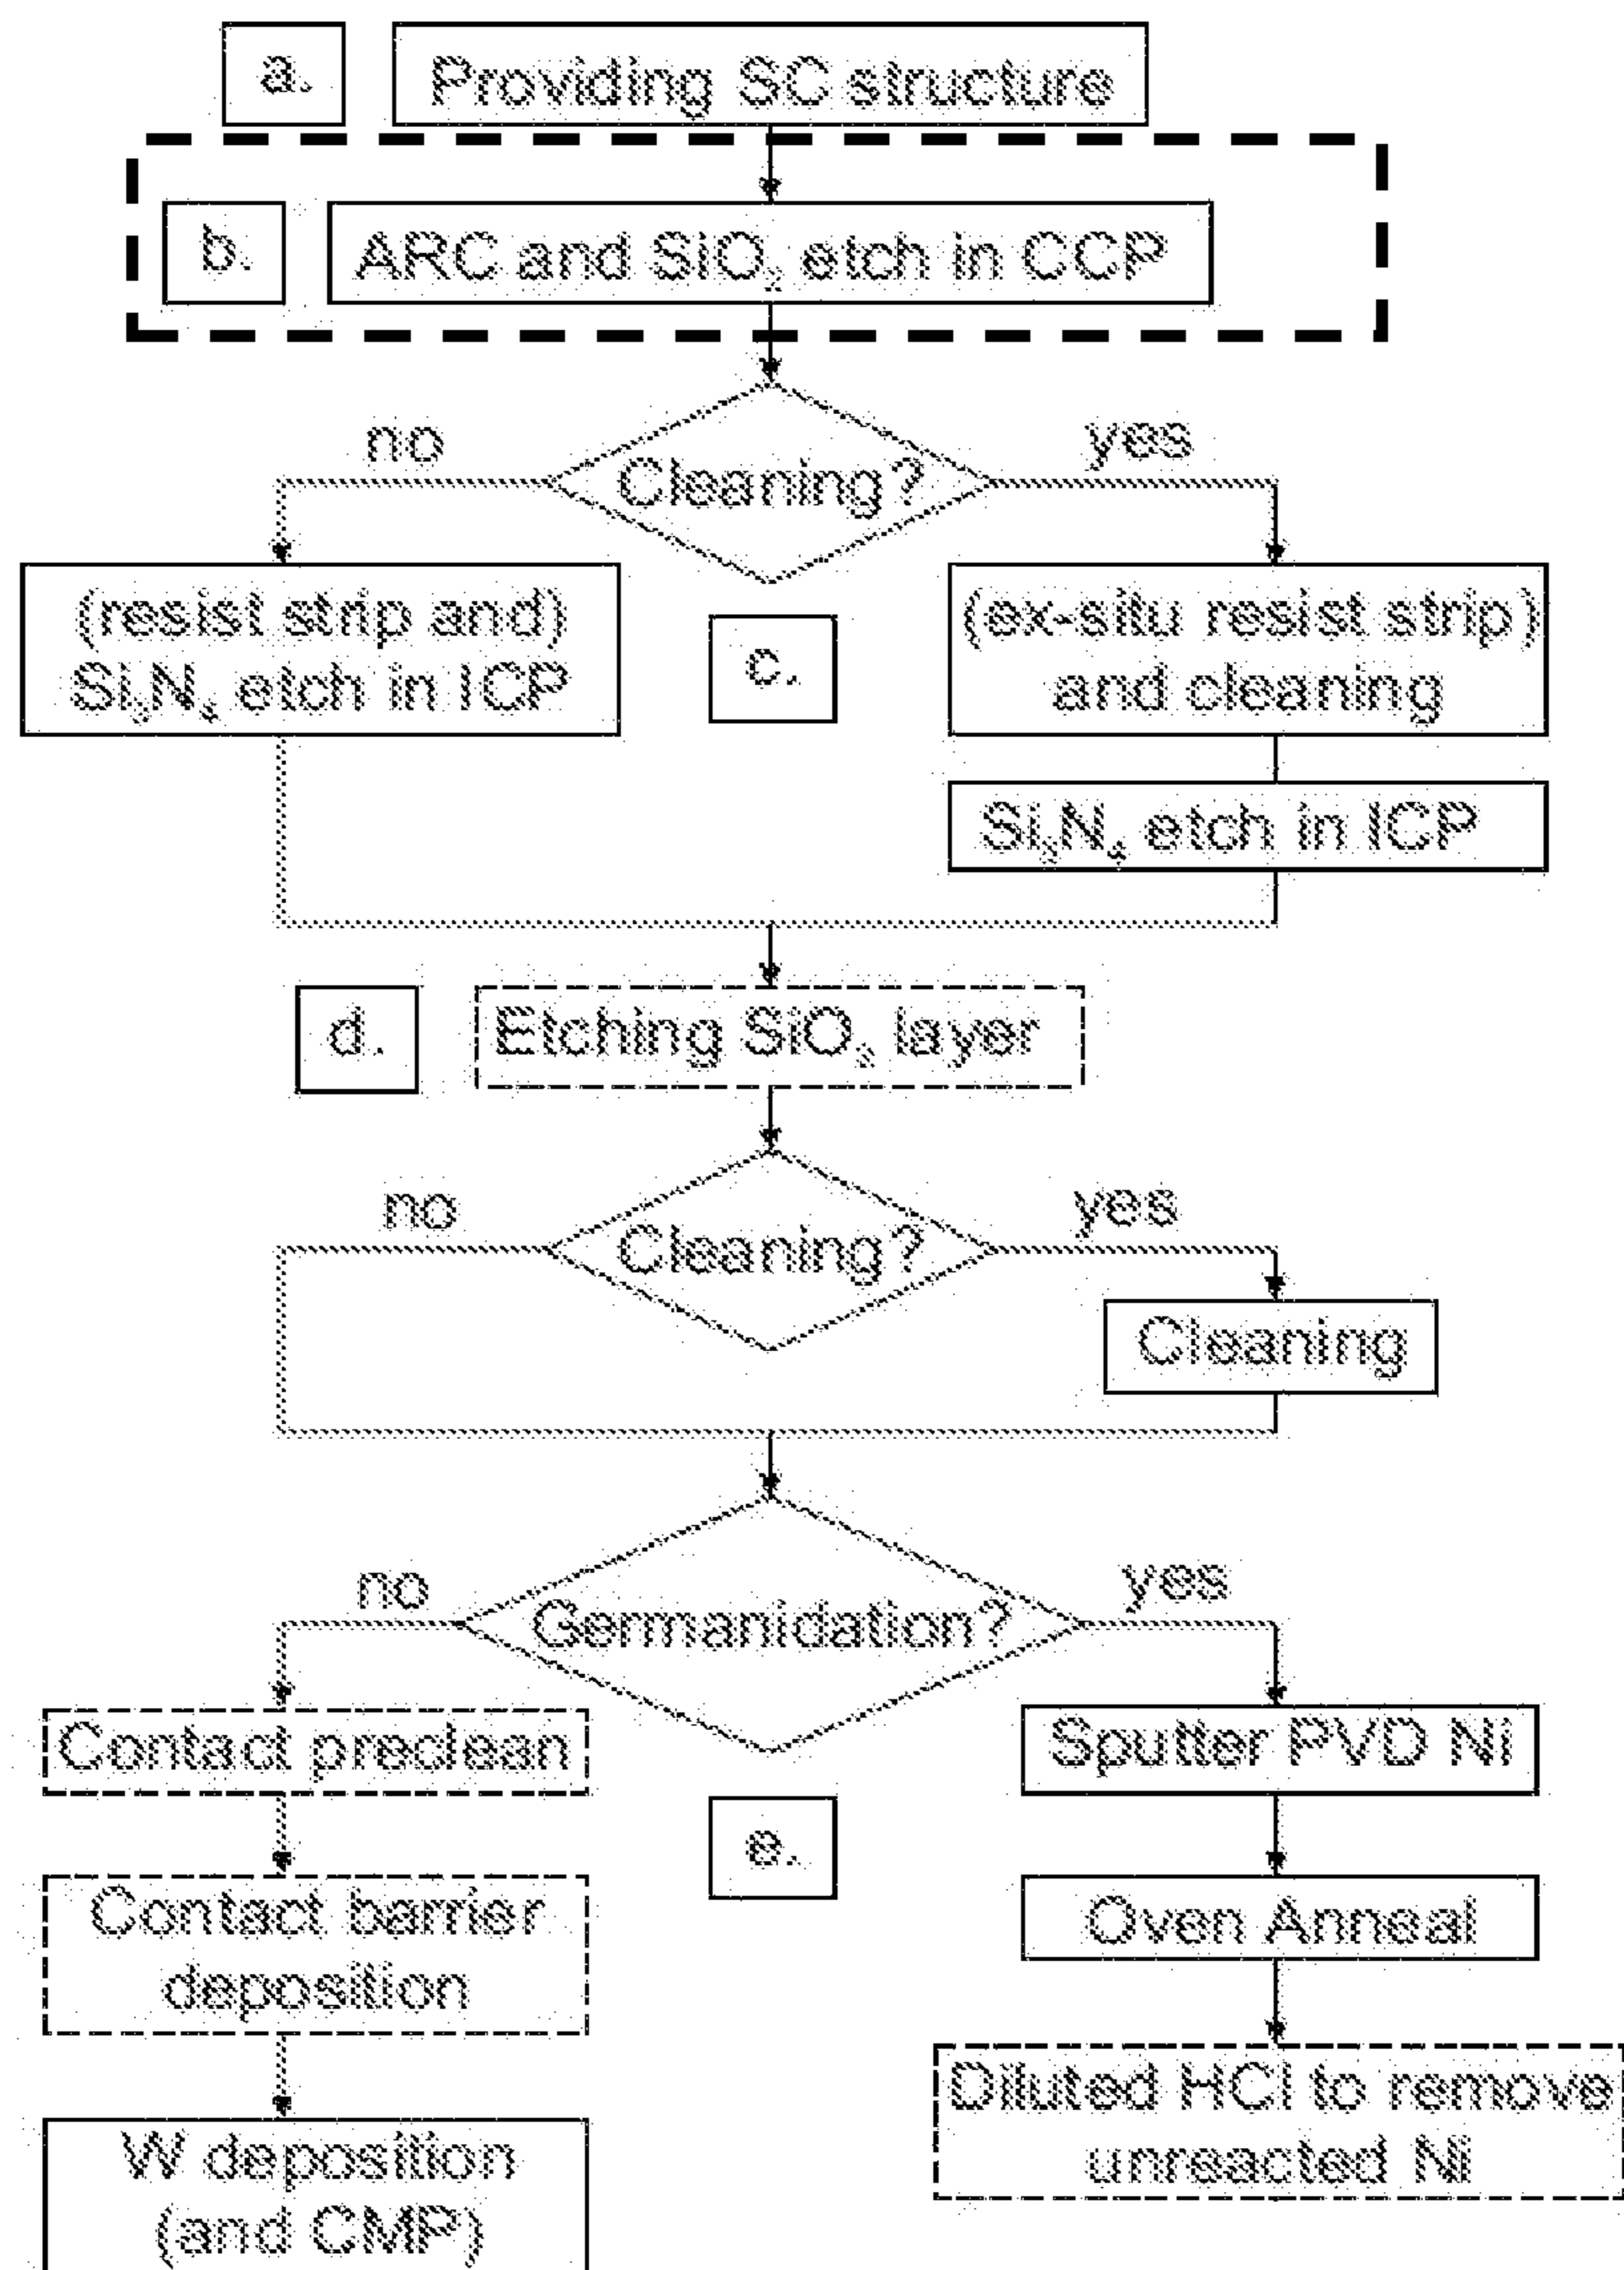 a.
Providing SC structure
b.
ARC and SiO₂ etch in CCP
no
Cleaning?
yes
(resist strip and)
Si₃N₄ etch in ICP
c.
(ex-situ resist strip)
and cleaning
Si₃N₄ etch in ICP
d.
Etching SiOₓ layer
no
Cleaning?
yes
Cleaning
no
Germanidation?
yes
Contact preclean
Sputter PVD Ni
e.
Contact barrier
deposition
Oven Anneal
Diluted HCl to remove
unreacted Ni
W deposition
(and CMP)